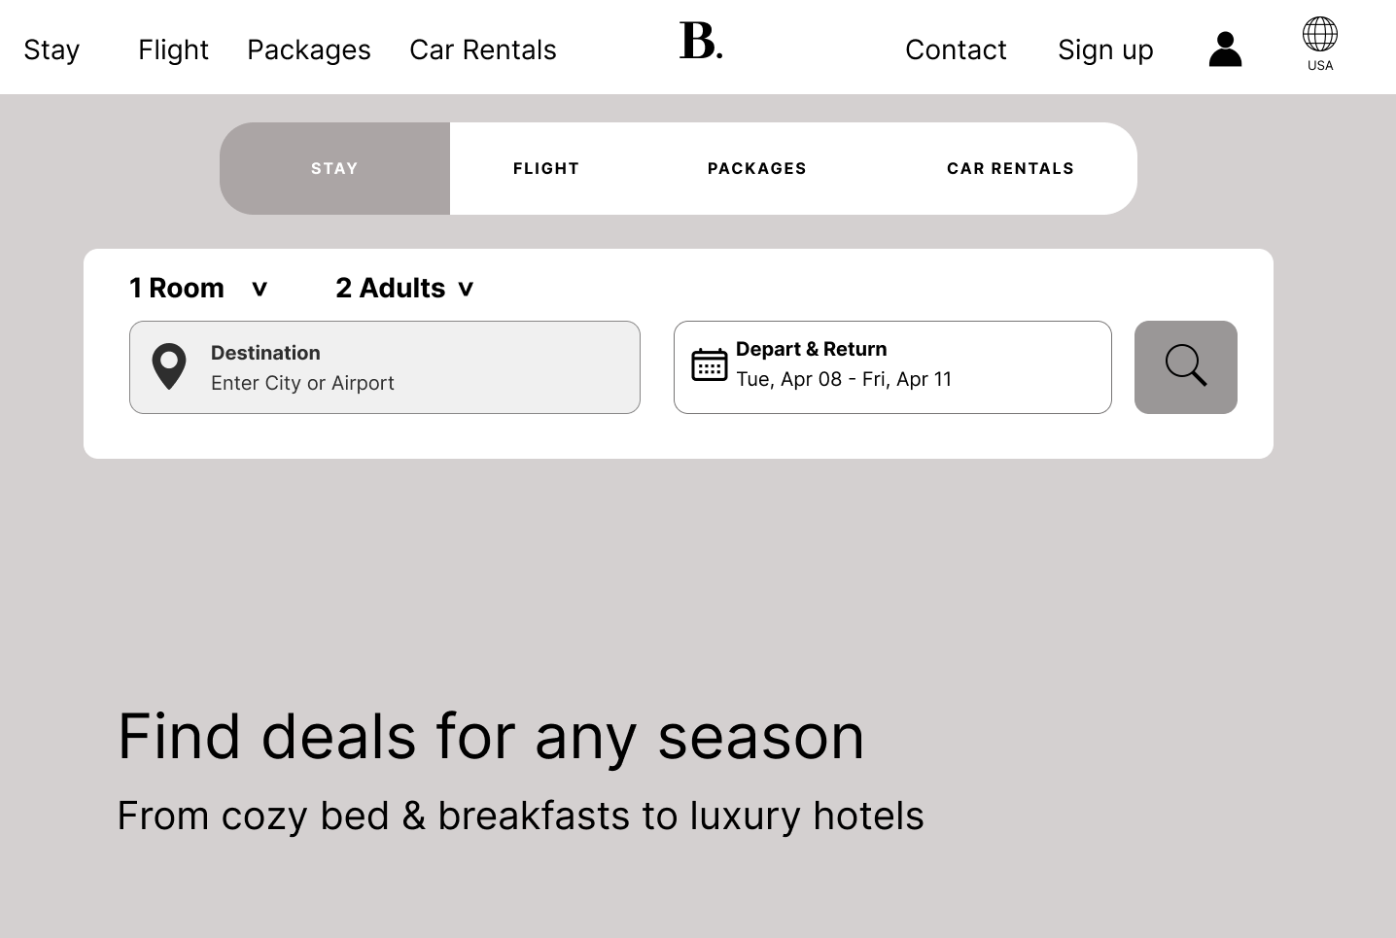 Stay Flight Packages Car Rentals B. Contact Sign up
USA
STAY FLIGHT PACKAGES CAR RENTALS
1 Room v 2 Adults v
Destination
Enter City or Airport
Depart & Return
Tue, Apr 08 - Fri, Apr 11
Find deals for any season
From cozy bed & breakfasts to luxury hotels